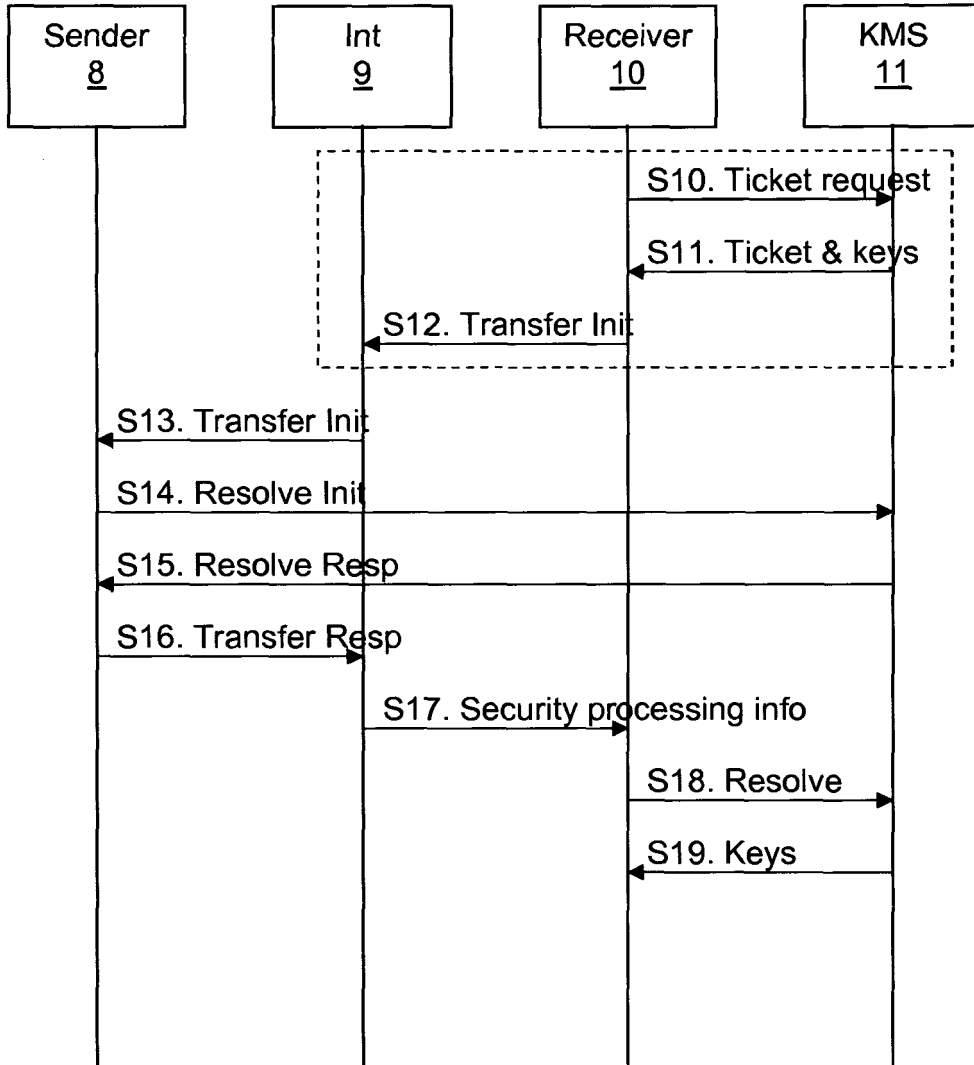 Sender
8
Int
9
Receiver
10
KMS
11
S10. Ticket request
S11. Ticket & keys
S12. Transfer Init
S13. Transfer Init
S14. Resolve Init
S15. Resolve Resp
S16. Transfer Resp
S17. Security processing info
S18. Resolve
S19. Keys